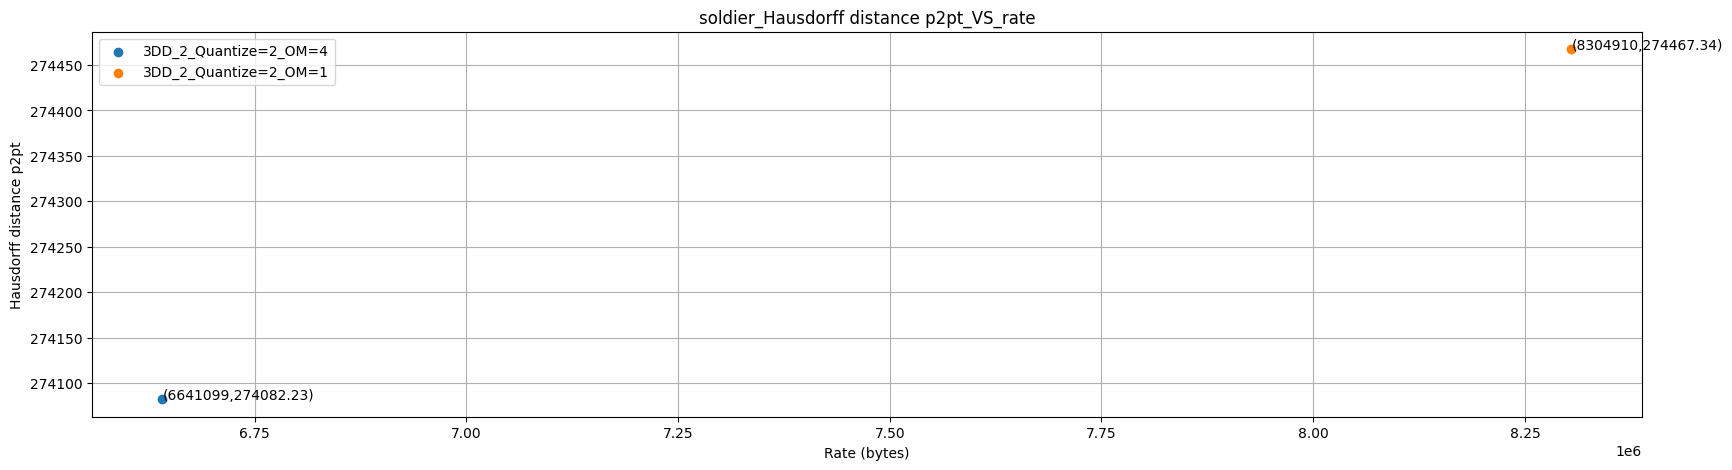 soldier_Hausdorff distance p2pt_VS_rate
3DD_2_Quantize=2_OM=4
3DD_2_Quantize=2_OM=1
(8304910,274467.34)
(6641099,274082.23)
Hausdorff distance p2pt
274450
274400
274350
274300
274250
274200
274150
274100
6.75 7.00 7.25 7.50 7.75 8.00 8.25
1e6
Rate (bytes)